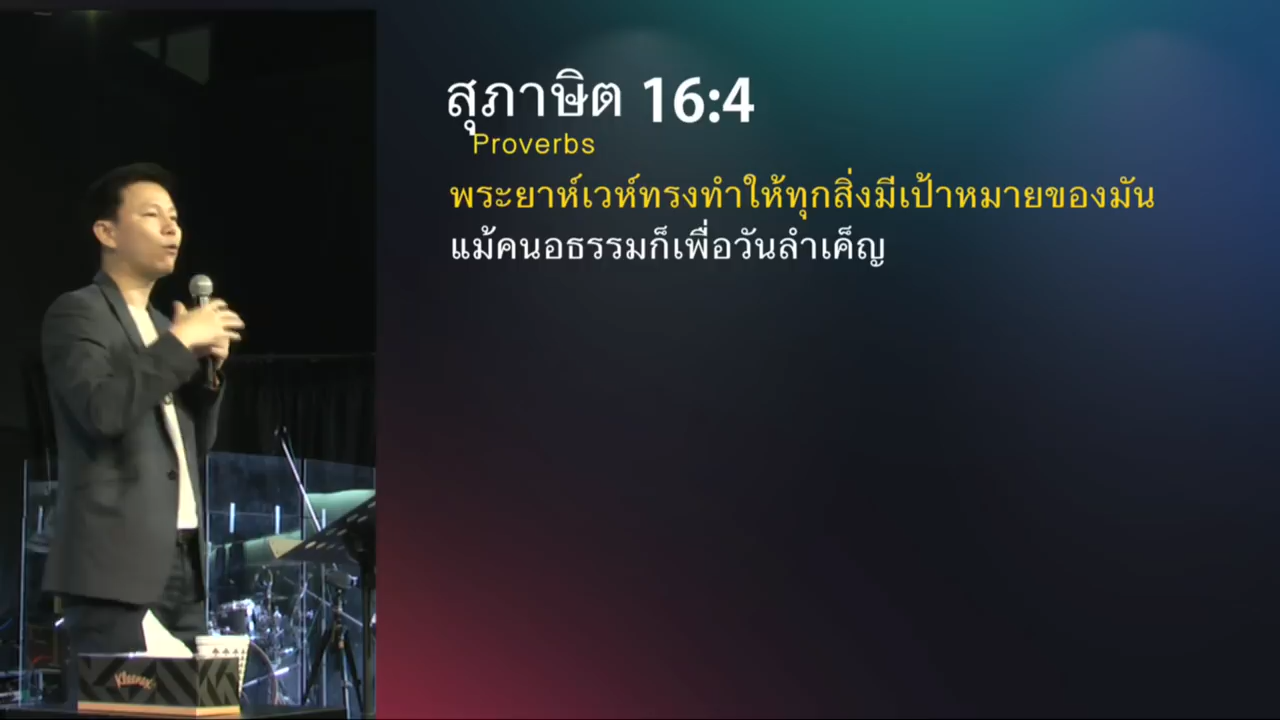 สุภาษิต 16:4
Proverbs
พระยาห์เวห์ทรงทำให้ทุกสิ่งมีเป้าหมายของมัน
แม้คนอธรรมก็เพื่อวันลำเค็ญ
Kleenex